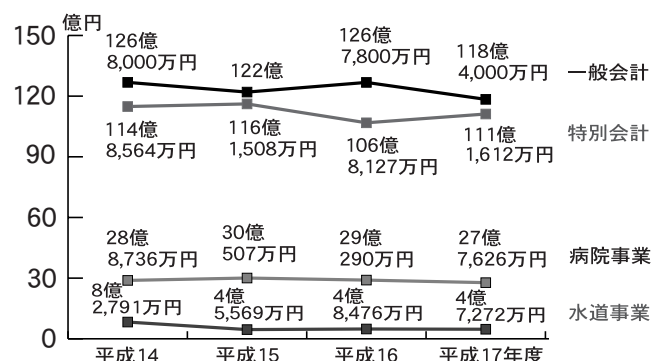 億円
150
120
90
60
30
0
126億
8,000万円
122億
126億
7,800万円
118億
4,000万円
一般会計
114億
8,564万円
116億
1,508万円
106億
8,127万円
111億
1,612万円
特別会計
28億
8,736万円
30億
507万円
29億
290万円
27億
7,626万円
病院事業
8億
2,791万円
4億
5,569万円
4億
8,476万円
4億
7,272万円
水道事業
平成14
平成15
平成16
平成17年度